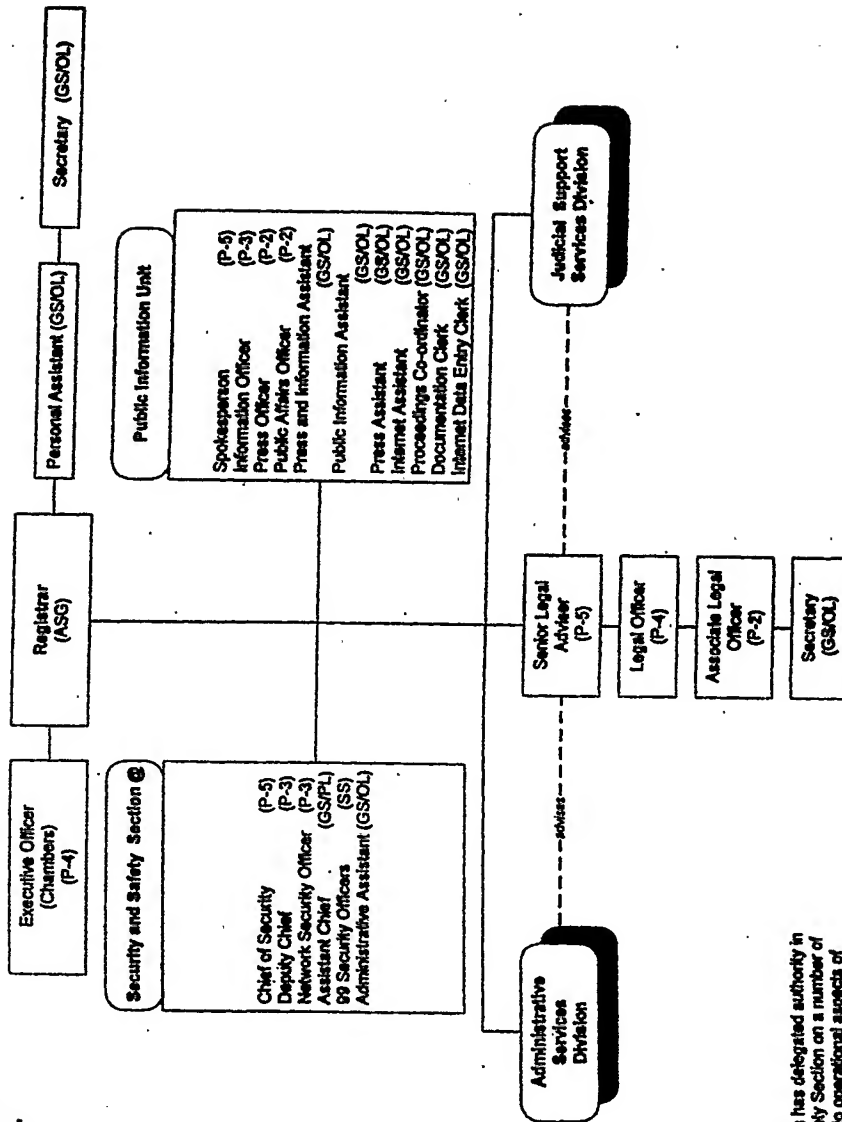 Executive Officer
(Chambers)
(P-4)
Registrar
(ASG)
Personal Assistant (GS/OL)
Secretary (GS/OL)
Security and Safety Section @
Chief of Security (P-5)
Deputy Chief (P-3)
Network Security Officer (P-3)
Assistant Chief (GS/PL)
99 Security Officers (SS)
Administrative Assistant (GS/OL)
Public Information Unit
Spokesperson (P-5)
Information Officer (P-3)
Press Officer (P-2)
Public Affairs Officer (P-2)
Press and Information Assistant
(GS/OL)
Public Information Assistant
(GS/OL)
Press Assistant (GS/OL)
Internet Assistant (GS/OL)
Proceedings Co-ordinator (GS/OL)
Documentation Clerk (GS/OL)
Internet Data Entry Clerk (GS/OL)
Administrative
Services
Division
advises
Senior Legal
Adviser
(P-5)
advises
Judicial Support
Services Division
Legal Officer
(P-4)
Associate Legal
Officer
(P-2)
Secretary
(GS/OL)
has delegated authority in
Section on a number of
operational aspects of